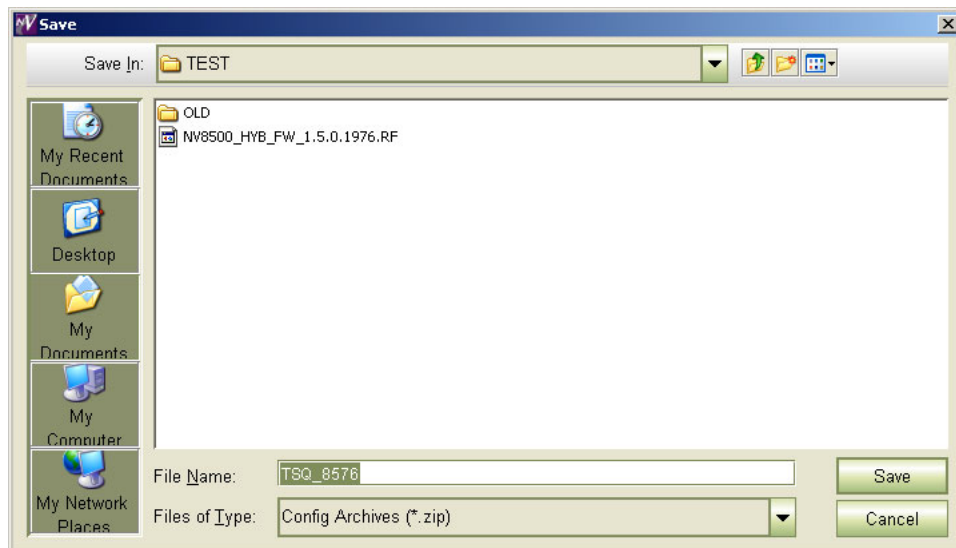 Save
Save In:
TEST
OLD
NV8500_HYB_FW_1.5.0.1976.RF
My Recent
Documents
Desktop
My
Documents
My
Computer
My Network
Places
File Name:
TSQ_8576
Save
Files of Type:
Config Archives (*.zip)
Cancel